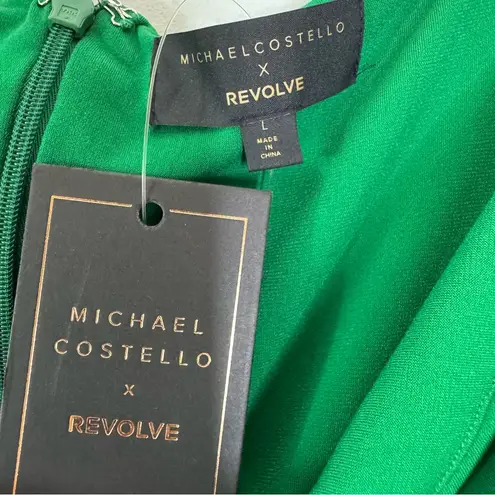 MICHAELCOSTELLO
X
REVOLVE
L
MADE
IN
CHINA
MICHAEL
COSTELLO
x
REVOLVE